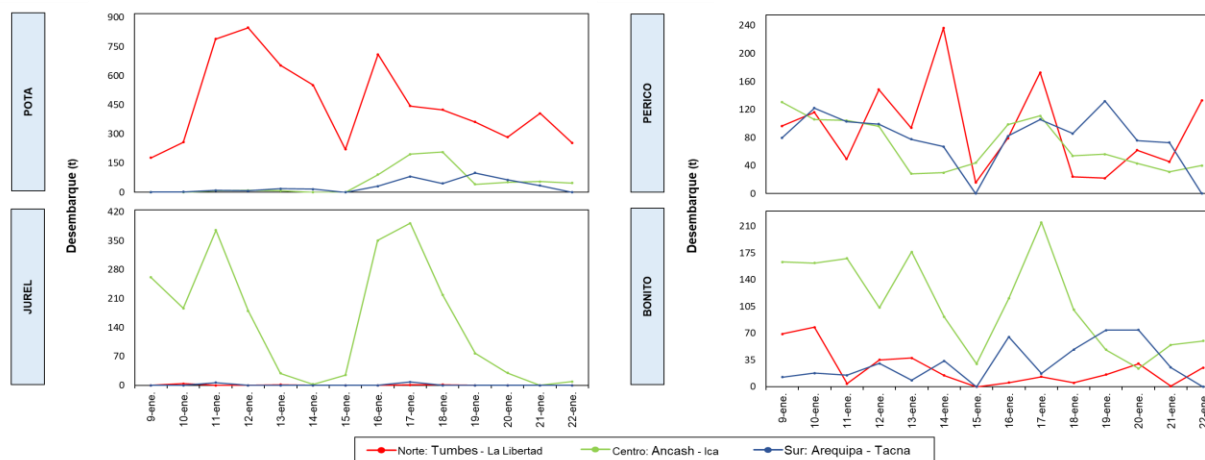 POTA
Desembarque (t)
900
750
600
450
300
150
0
PERICO
Desembarque (t)
240
200
160
120
80
40
0
JUREL
420
350
280
210
140
70
0
9-ene.
10-ene.
11-ene.
12-ene.
13-ene.
14-ene.
15-ene.
16-ene.
17-ene.
18-ene.
19-ene.
20-ene.
21-ene.
22-ene.
BONITO
210
175
140
105
70
35
0
9-ene.
10-ene.
11-ene.
12-ene.
13-ene.
14-ene.
15-ene.
16-ene.
17-ene.
18-ene.
19-ene.
20-ene.
21-ene.
22-ene.
Norte: Tumbes - La Libertad Centro: Ancash - Ica Sur: Arequipa - Tacna